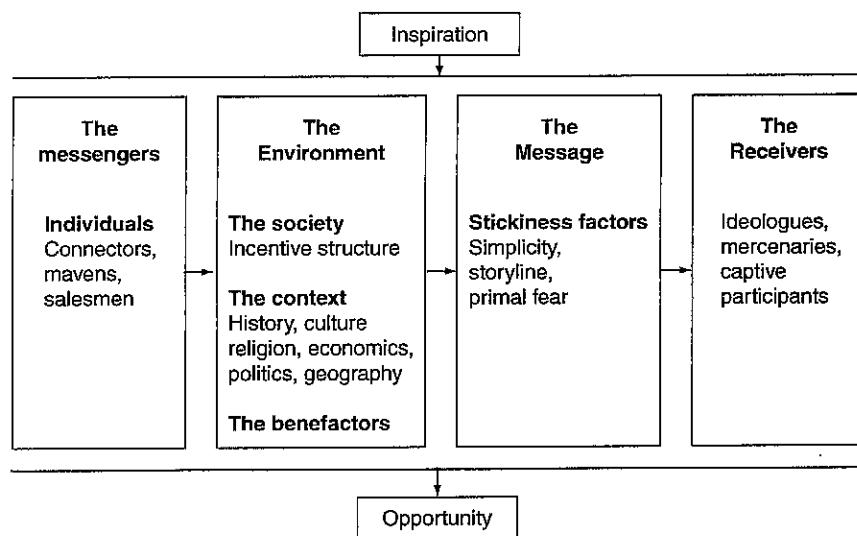 Inspiration
The
messengers
Individuals
Connectors,
mavens,
salesmen
The
Environment
The society
Incentive structure
The context
History, culture
religion, economics,
politics, geography
The benefactors
The
Message
Stickiness factors
Simplicity,
storyline,
primal fear
The
Receivers
Ideologues,
mercenaries,
captive
participants
Opportunity